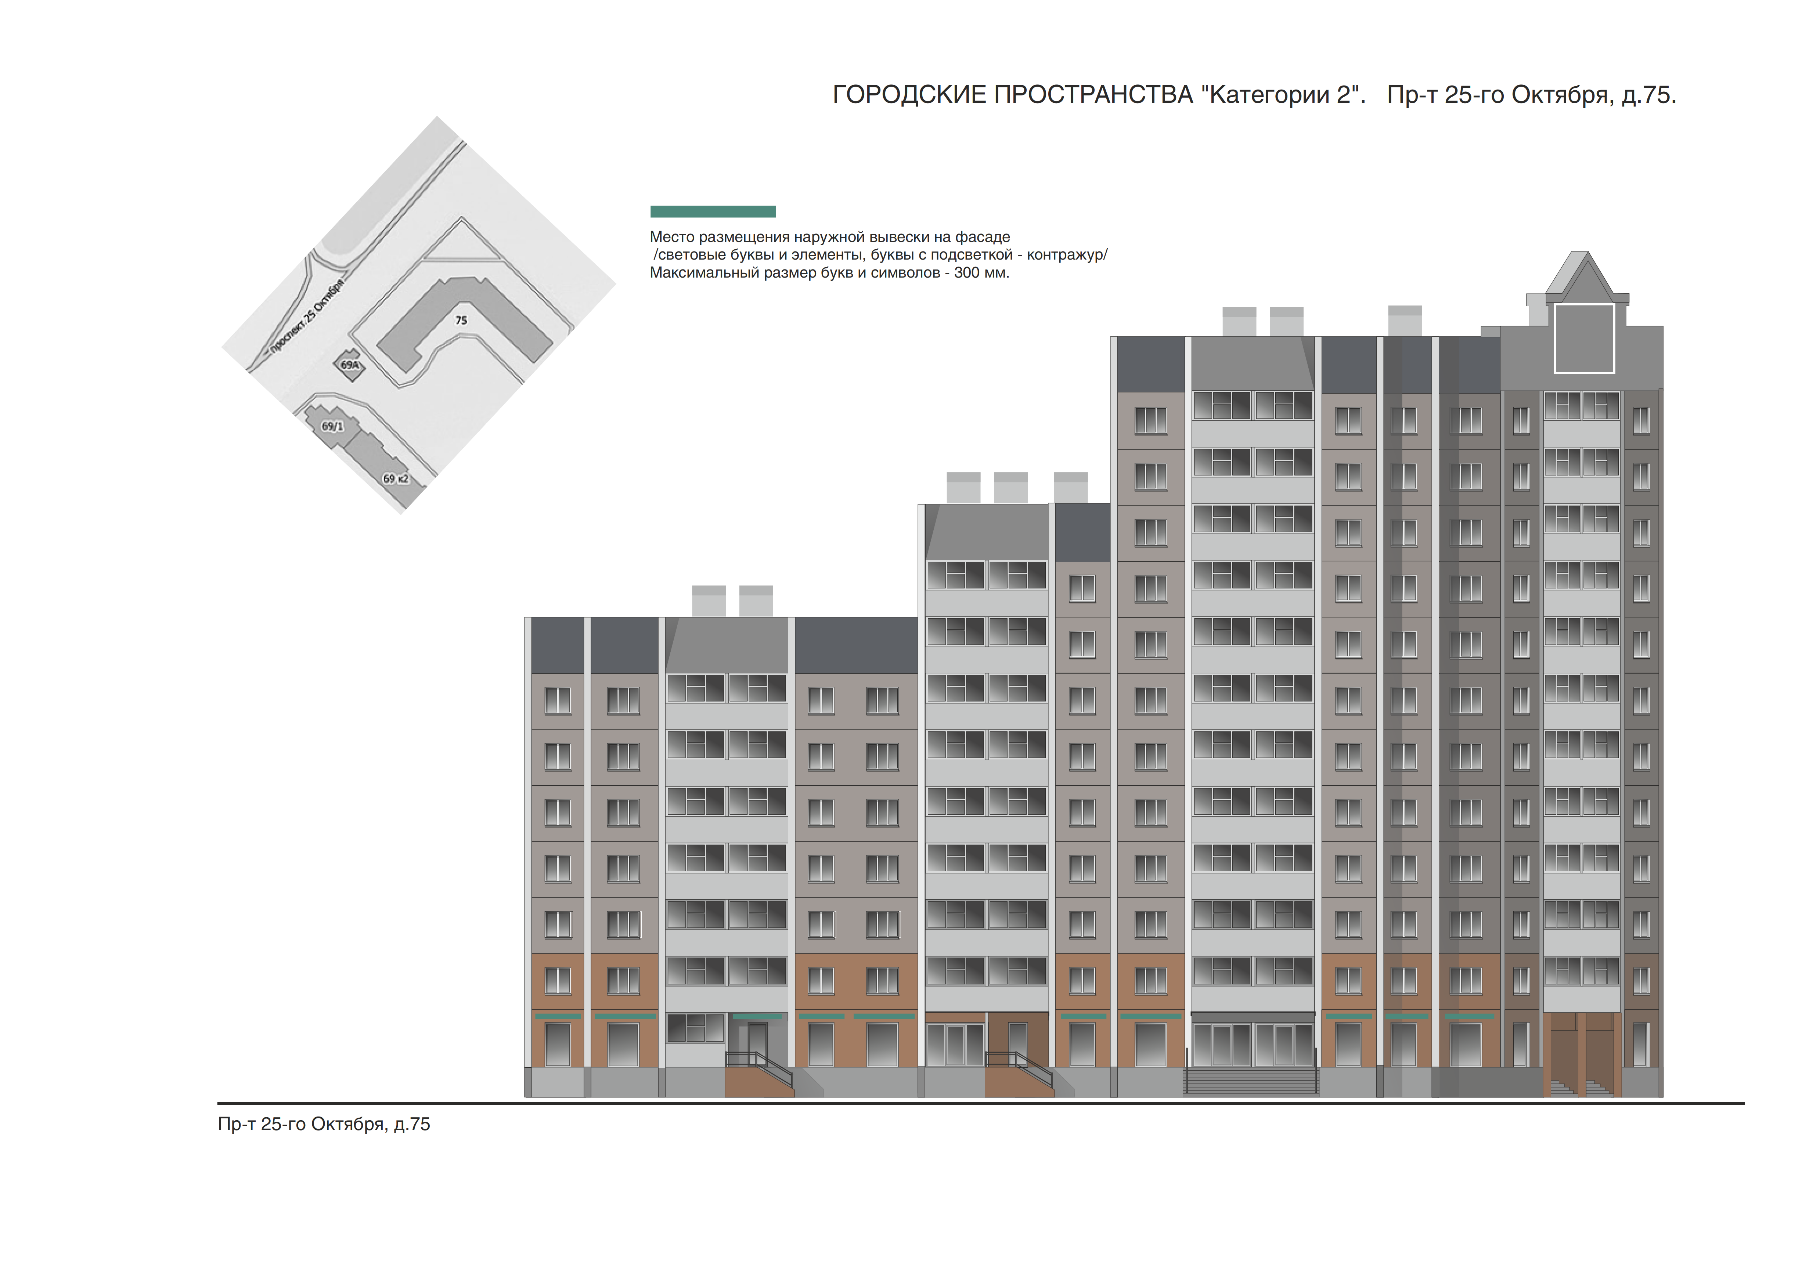 ГОРОДСКИЕ ПРОСТРАНСТВА "Категории 2". Пр-т 25-го Октября, д.75.
Место размещения наружной вывески на фасаде
/световые буквы и элементы, буквы с подсветкой - контражур/
Максимальный размер букв и символов - 300 мм.
проспект 25 Октября
75
69А
69/1
69 к2
Пр-т 25-го Октября, д.75